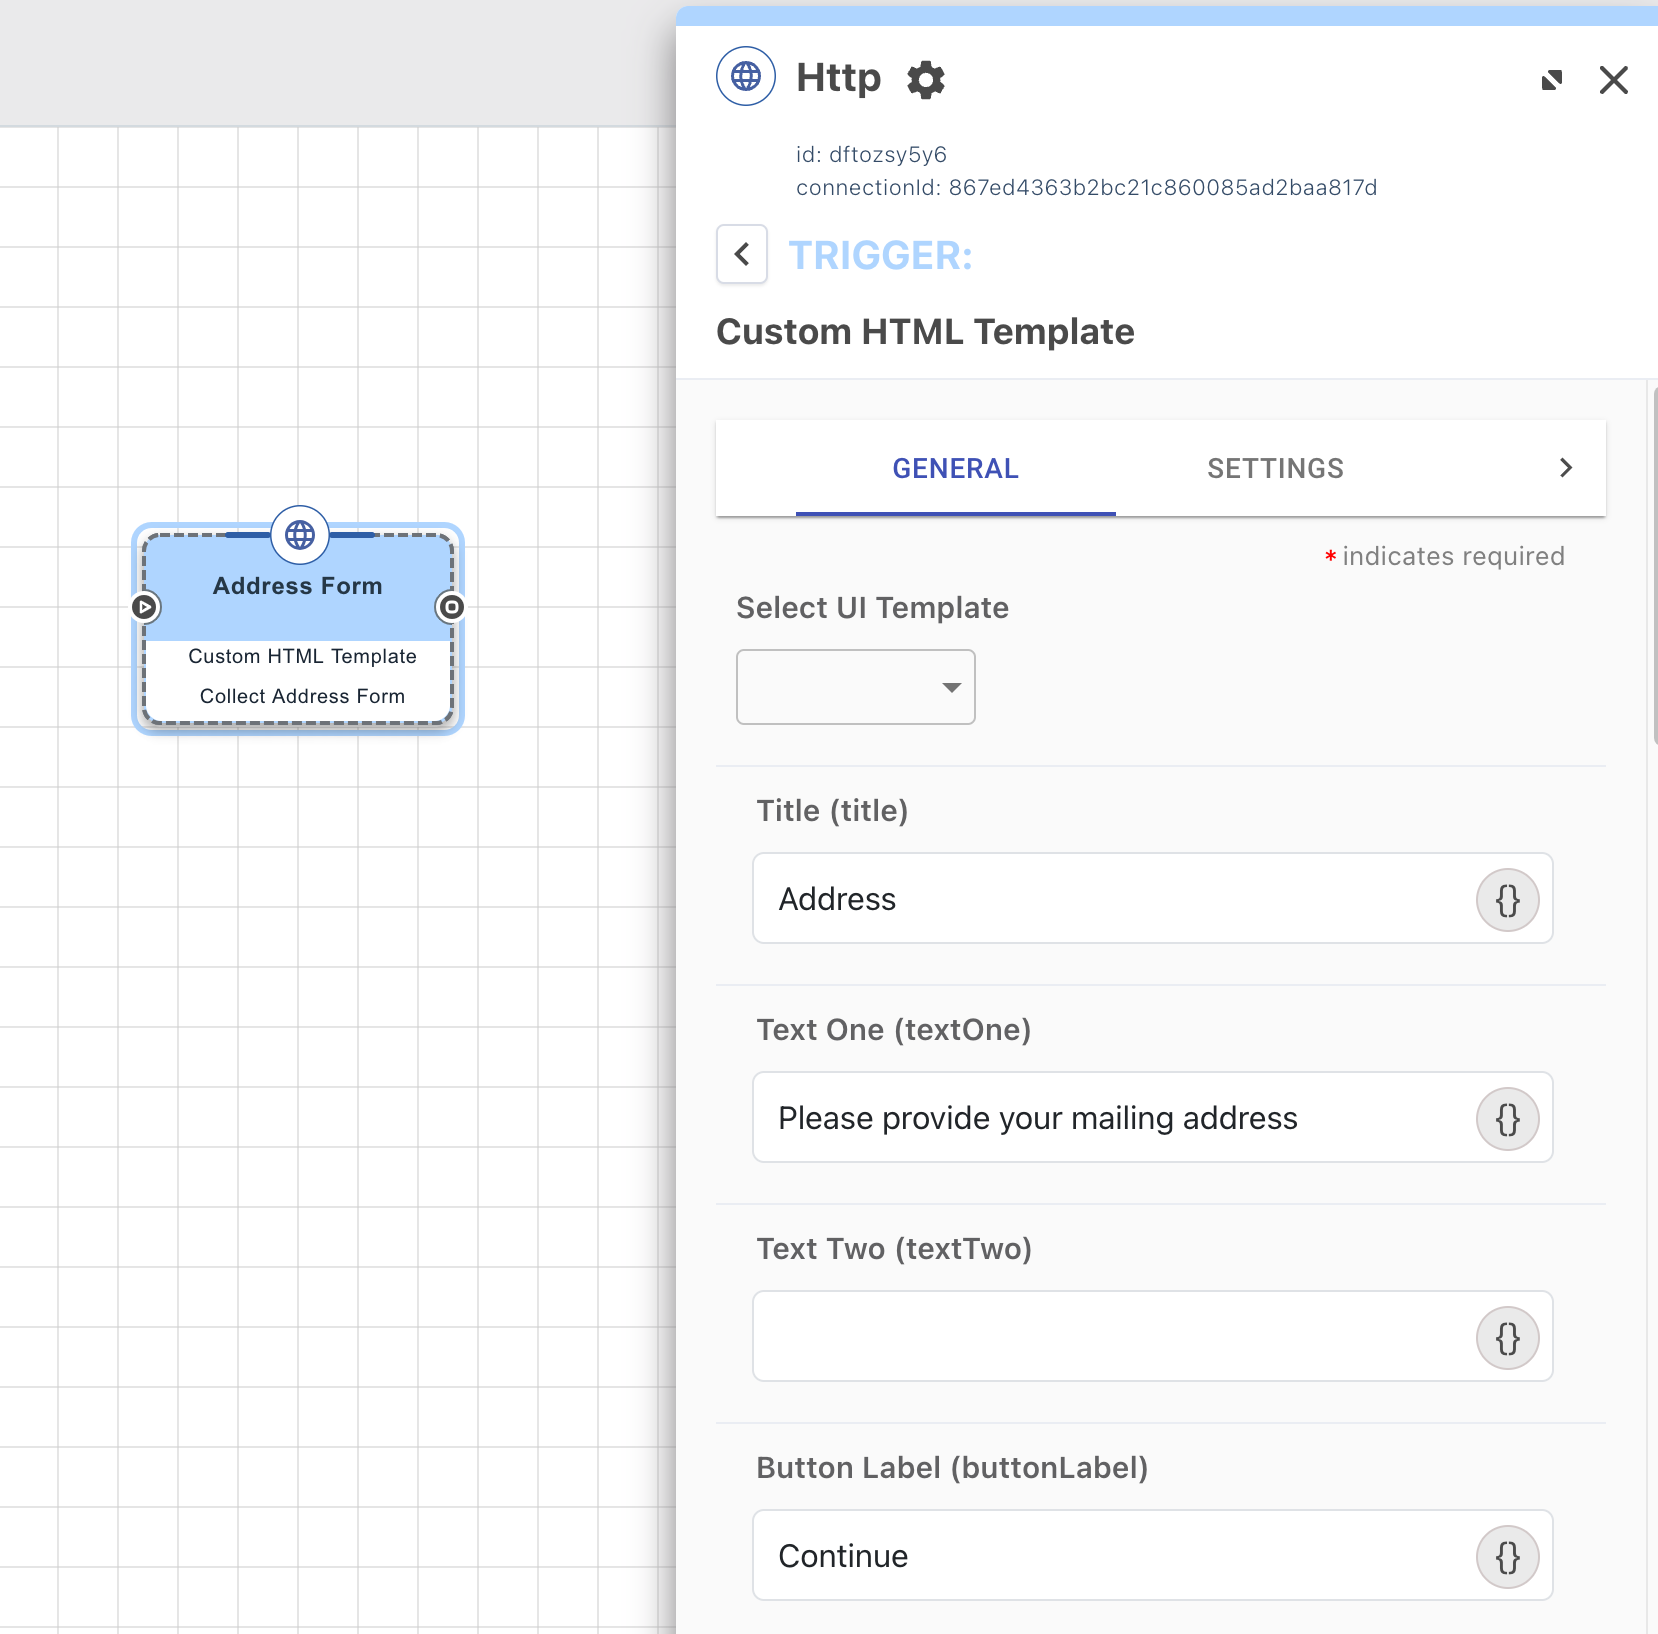 Http
id: dftozsy5y6
connectionId: 867ed4363b2bc21c860085ad2baa817d
TRIGGER:
Custom HTML Template
GENERAL
SETTINGS
* indicates required
Select UI Template
Title (title)
Address
{}
Text One (textOne)
Please provide your mailing address
{}
Text Two (textTwo)
{}
Button Label (buttonLabel)
Continue
{}
Address Form
Custom HTML Template
Collect Address Form